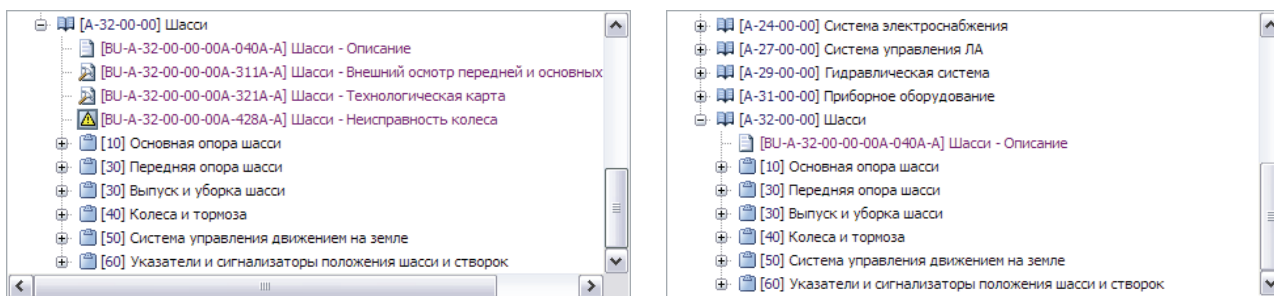 [A-32-00-00] Шасси
[BU-A-32-00-00-00A-040A-A] Шасси - Описание
[BU-A-32-00-00-00A-311A-A] Шасси - Внешний осмотр передней и основных
[BU-A-32-00-00-00A-321A-A] Шасси - Технологическая карта
[BU-A-32-00-00-00A-428A-A] Шасси - Неисправность колеса
[10] Основная опора шасси
[30] Передняя опора шасси
[30] Выпуск и уборка шасси
[40] Колеса и тормоза
[50] Система управления движением на земле
[60] Указатели и сигнализаторы положения шасси и створок
[A-24-00-00] Система электроснабжения
[A-27-00-00] Система управления ЛА
[A-29-00-00] Гидравлическая система
[A-31-00-00] Приборное оборудование
[A-32-00-00] Шасси
[BU-A-32-00-00-00A-040A-A] Шасси - Описание
[10] Основная опора шасси
[30] Передняя опора шасси
[30] Выпуск и уборка шасси
[40] Колеса и тормоза
[50] Система управления движением на земле
[60] Указатели и сигнализаторы положения шасси и створок